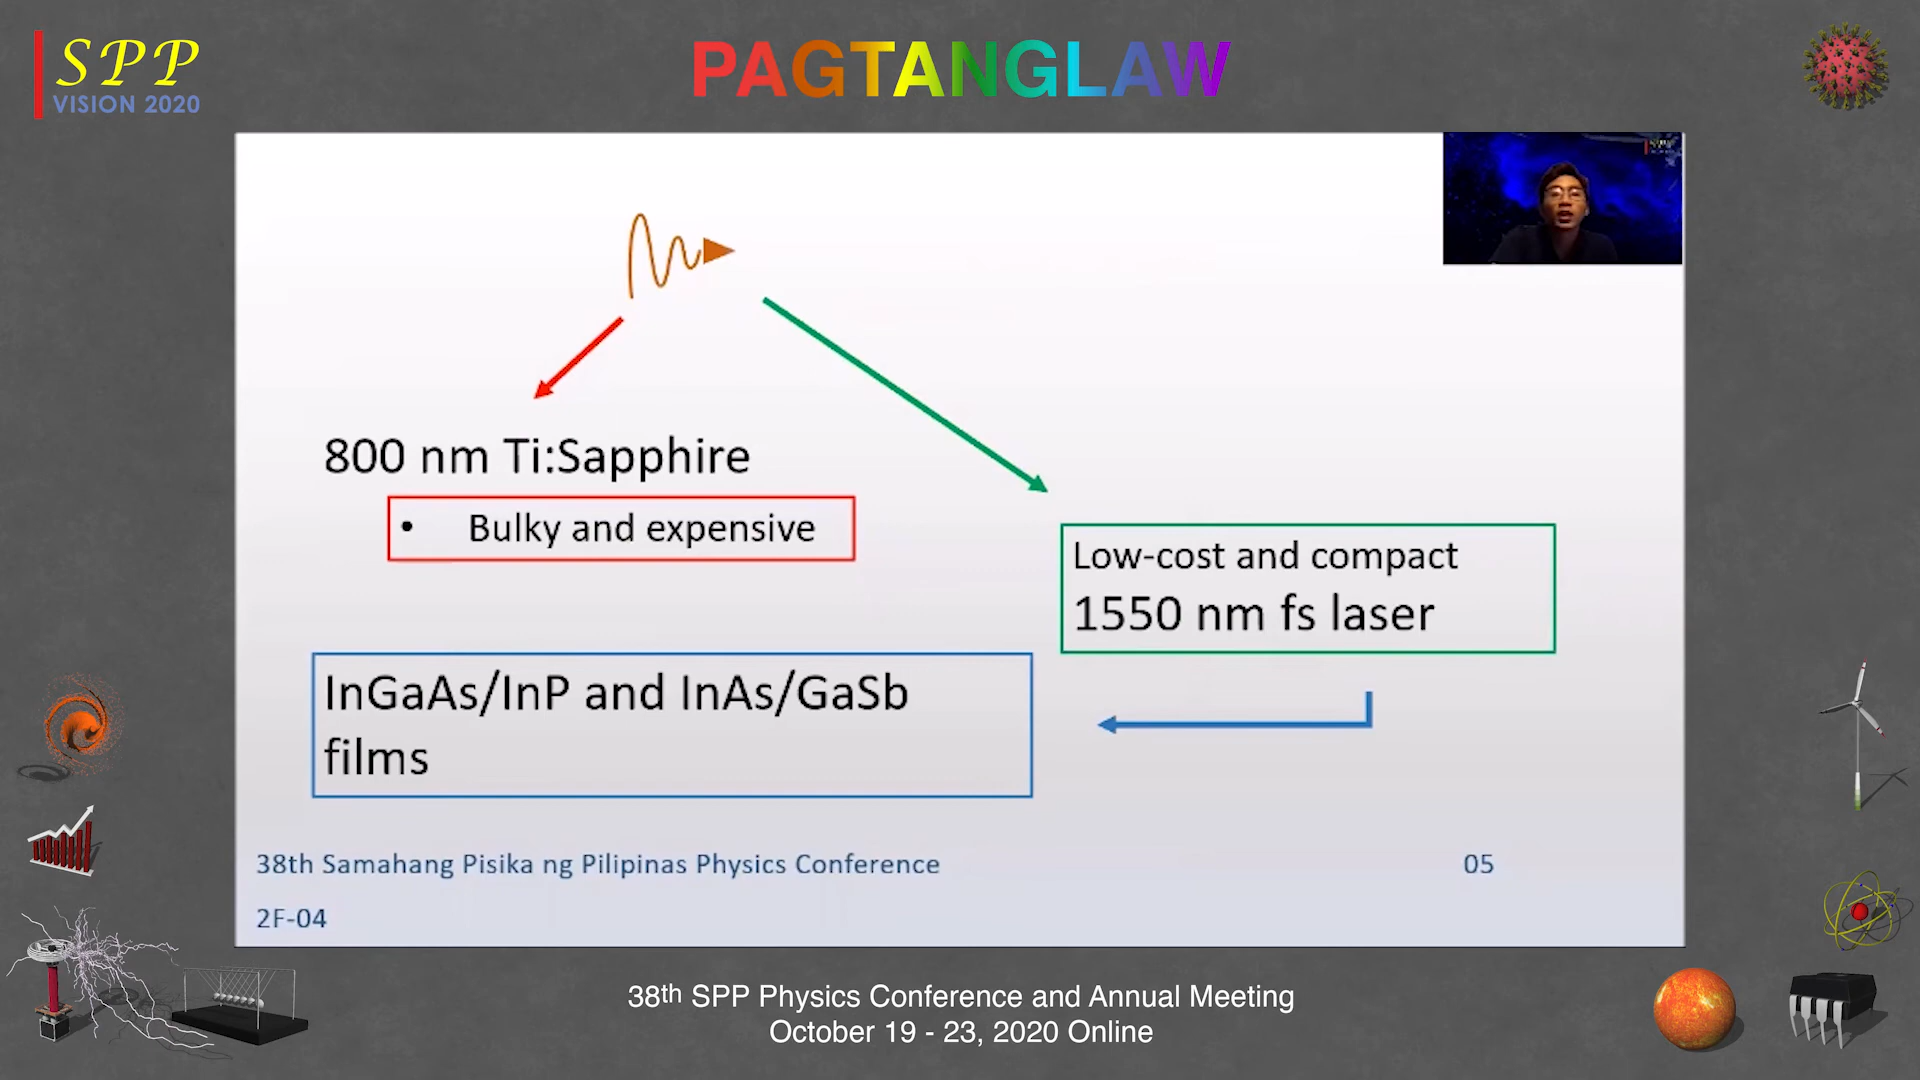 SPP
VISION 2020
PAGTANGLAW
800 nm Ti:Sapphire
• Bulky and expensive
Low-cost and compact
1550 nm fs laser
InGaAs/InP and InAs/GaSb
films
38th Samahang Pisika ng Pilipinas Physics Conference
05
2F-04
38th SPP Physics Conference and Annual Meeting
October 19 - 23, 2020 Online